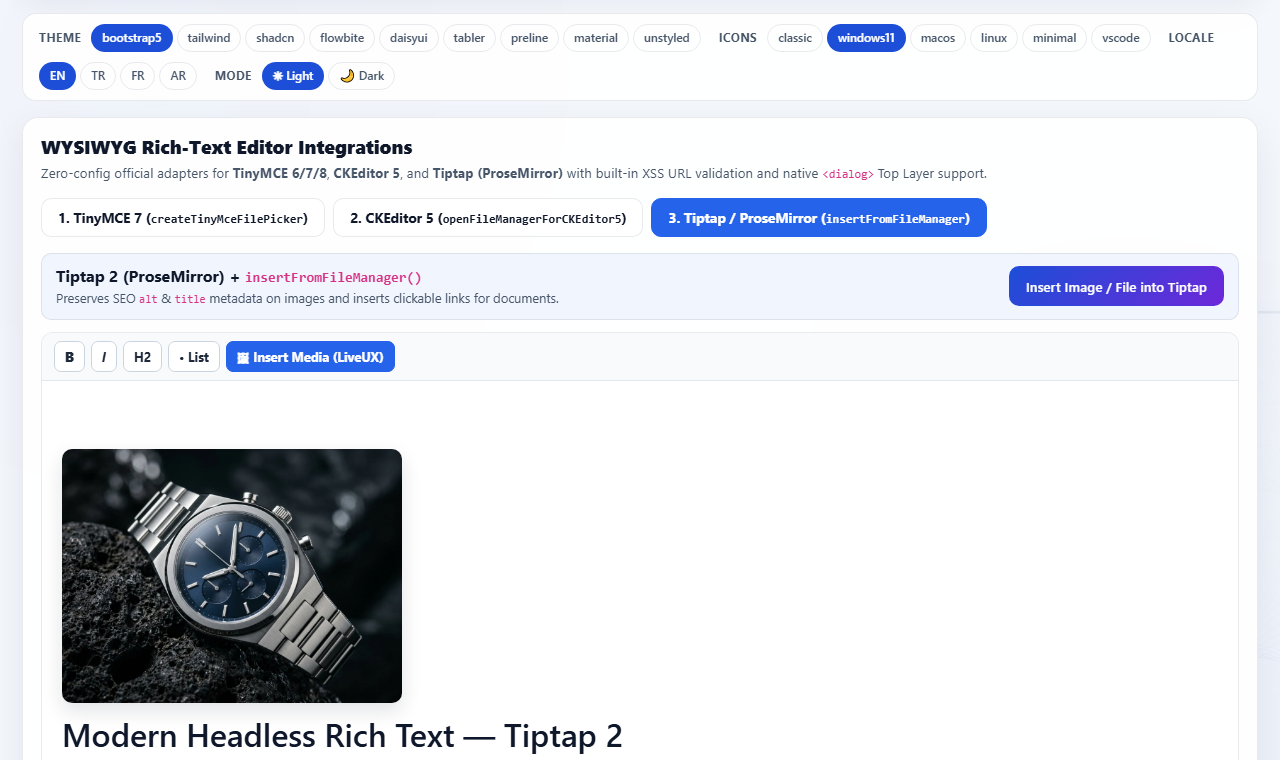 THEME bootstrap5 tailwind shadcn flowbite daisyui tabler preline material unstyled ICONS classic windows11 macos linux minimal vscode LOCALE
EN TR FR AR MODE Light Dark
WYSIWYG Rich-Text Editor Integrations
Zero-config official adapters for TinyMCE 6/7/8, CKEditor 5, and Tiptap (ProseMirror) with built-in XSS URL validation and native <dialog> Top Layer support.
1. TinyMCE 7 (createTinyMceFilePicker) 2. CKEditor 5 (openFileManagerForCKEditor5) 3. Tiptap / ProseMirror (insertFromFileManager)
Tiptap 2 (ProseMirror) + insertFromFileManager()
Preserves SEO alt & title metadata on images and inserts clickable links for documents.
Insert Image / File into Tiptap
B I H2 • List Insert Media (LiveUX)
Modern Headless Rich Text — Tiptap 2